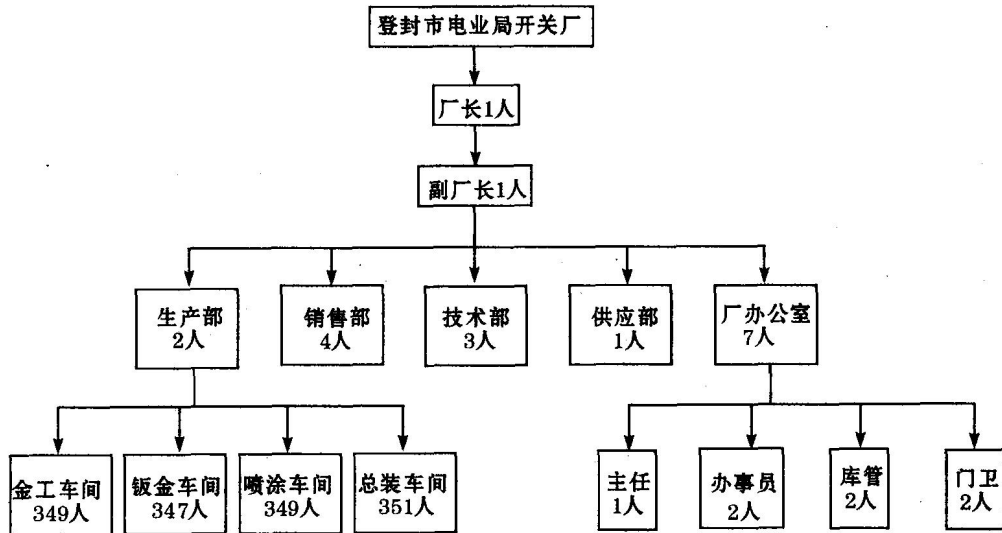 登封市电业局开关厂
厂长1人
副厂长1人
生产部
2人
销售部
4人
技术部
3人
供应部
1人
厂办公室
7人
金工车间
349人
钣金车间
347人
喷涂车间
349人
总装车间
351人
主任
1人
办事员
2人
库管
2人
门卫
2人